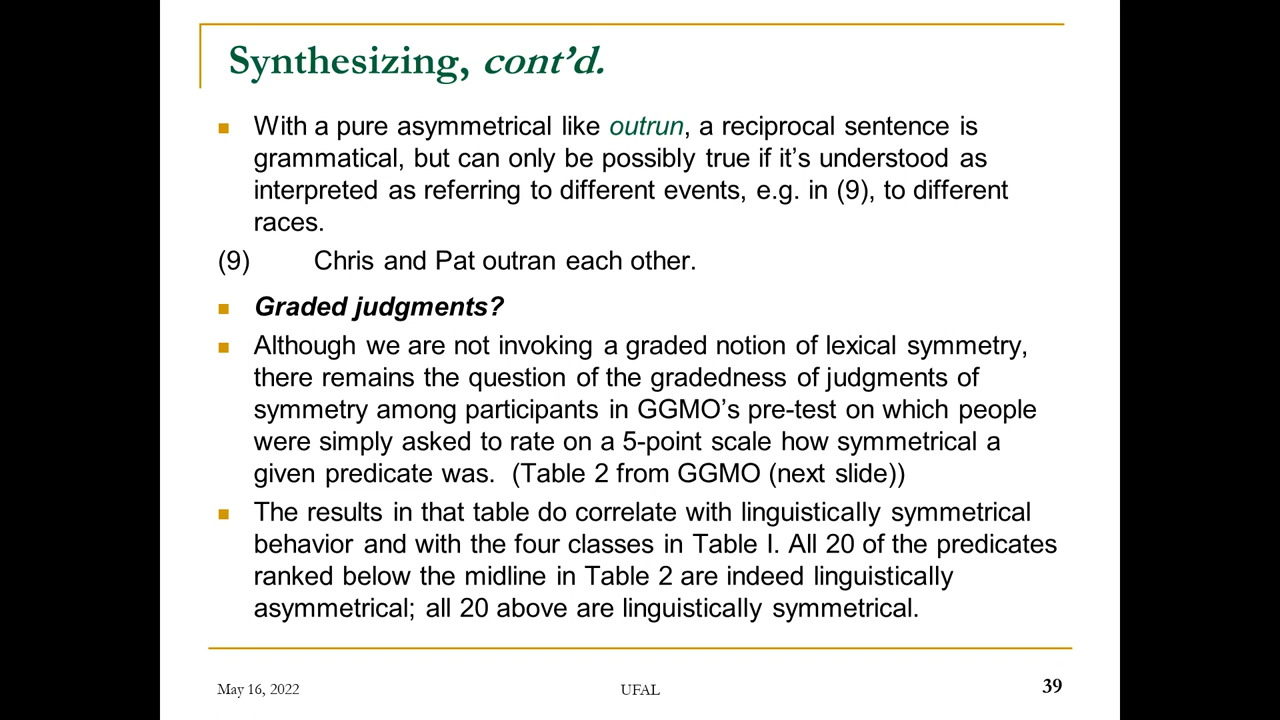 Synthesizing, cont’d.
With a pure asymmetrical like outrun, a reciprocal sentence is
grammatical, but can only be possibly true if it’s understood as
interpreted as referring to different events, e.g. in (9), to different
races.
(9) Chris and Pat outran each other.
Graded judgments?
Although we are not invoking a graded notion of lexical symmetry,
there remains the question of the gradedness of judgments of
symmetry among participants in GGMO’s pre-test on which people
were simply asked to rate on a 5-point scale how symmetrical a
given predicate was. (Table 2 from GGMO (next slide))
The results in that table do correlate with linguistically symmetrical
behavior and with the four classes in Table I. All 20 of the predicates
ranked below the midline in Table 2 are indeed linguistically
asymmetrical; all 20 above are linguistically symmetrical.
May 16, 2022 UFAL 39